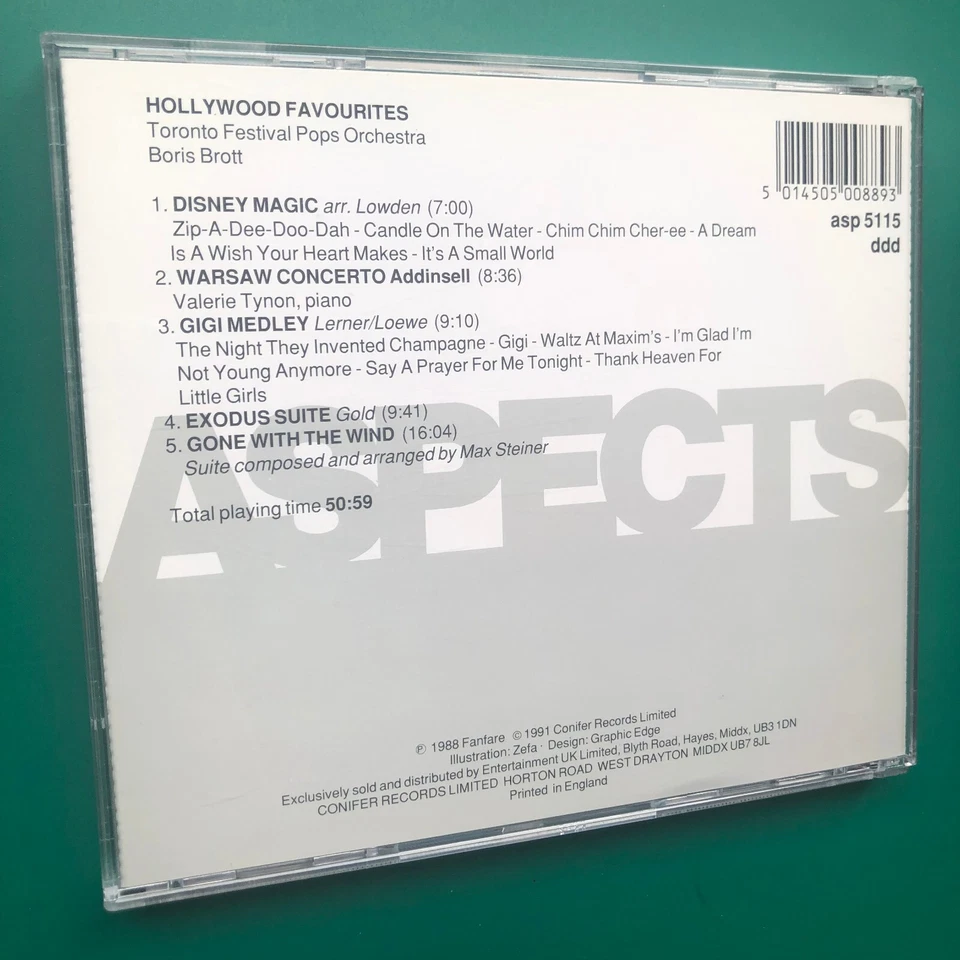 HOLLYWOOD FAVOURITES
Toronto Festival Pops Orchestra
Boris Brott
5 014505 008893
asp 5115
ddd
1. DISNEY MAGIC arr. Lowden (7:00)
Zip-A-Dee-Doo-Dah - Candle On The Water - Chim Chim Cher-ee - A Dream
Is A Wish Your Heart Makes - It's A Small World
2. WARSAW CONCERTO Addinsell (8:36)
Valerie Tynon, piano
3. GIGI MEDLEY Lerner/Loewe (9:10)
The Night They Invented Champagne - Gigi - Waltz At Maxim's - I'm Glad I'm
Not Young Anymore - Say A Prayer For Me Tonight - Thank Heaven For
Little Girls
4. EXODUS SUITE Gold (9:41)
5. GONE WITH THE WIND (16:04)
Suite composed and arranged by Max Steiner
Total playing time 50:59
ASPECTS
℗ 1988 Fanfare © 1991 Conifer Records Limited
Illustration: Zefa · Design: Graphic Edge
Exclusively sold and distributed by Entertainment UK Limited, Blyth Road, Hayes, Middx, UB3 1DN
CONIFER RECORDS LIMITED HORTON ROAD WEST DRAYTON MIDDX UB7 8JL
Printed in England